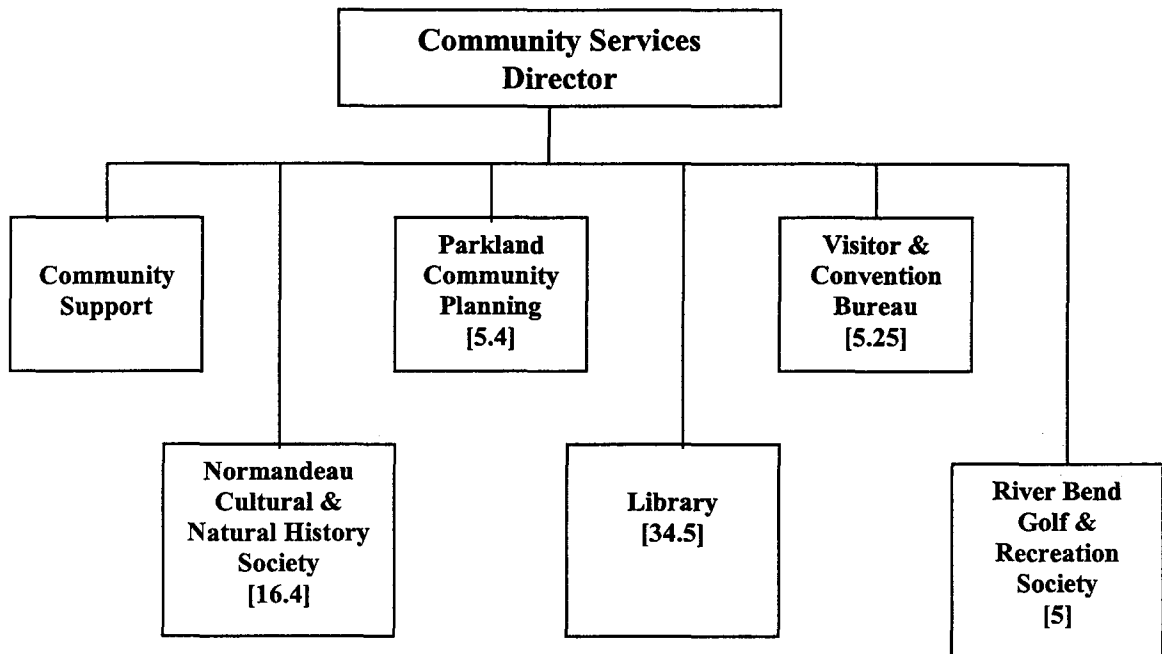 Community Services
Director
Community
Support
Parkland
Community
Planning
[5.4]
Visitor &
Convention
Bureau
[5.25]
Normandeau
Cultural &
Natural History
Society
[16.4]
Library
[34.5]
River Bend
Golf &
Recreation
Society
[5]